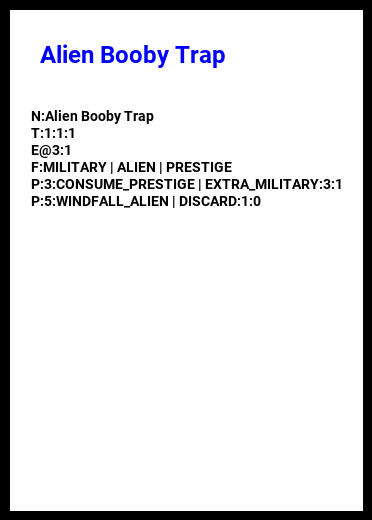 Alien Booby Trap
N:Alien Booby Trap
T:1:1:1
E@3:1
F:MILITARY | ALIEN | PRESTIGE
P:3:CONSUME_PRESTIGE | EXTRA_MILITARY:3:1
P:5:WINDFALL_ALIEN | DISCARD:1:0